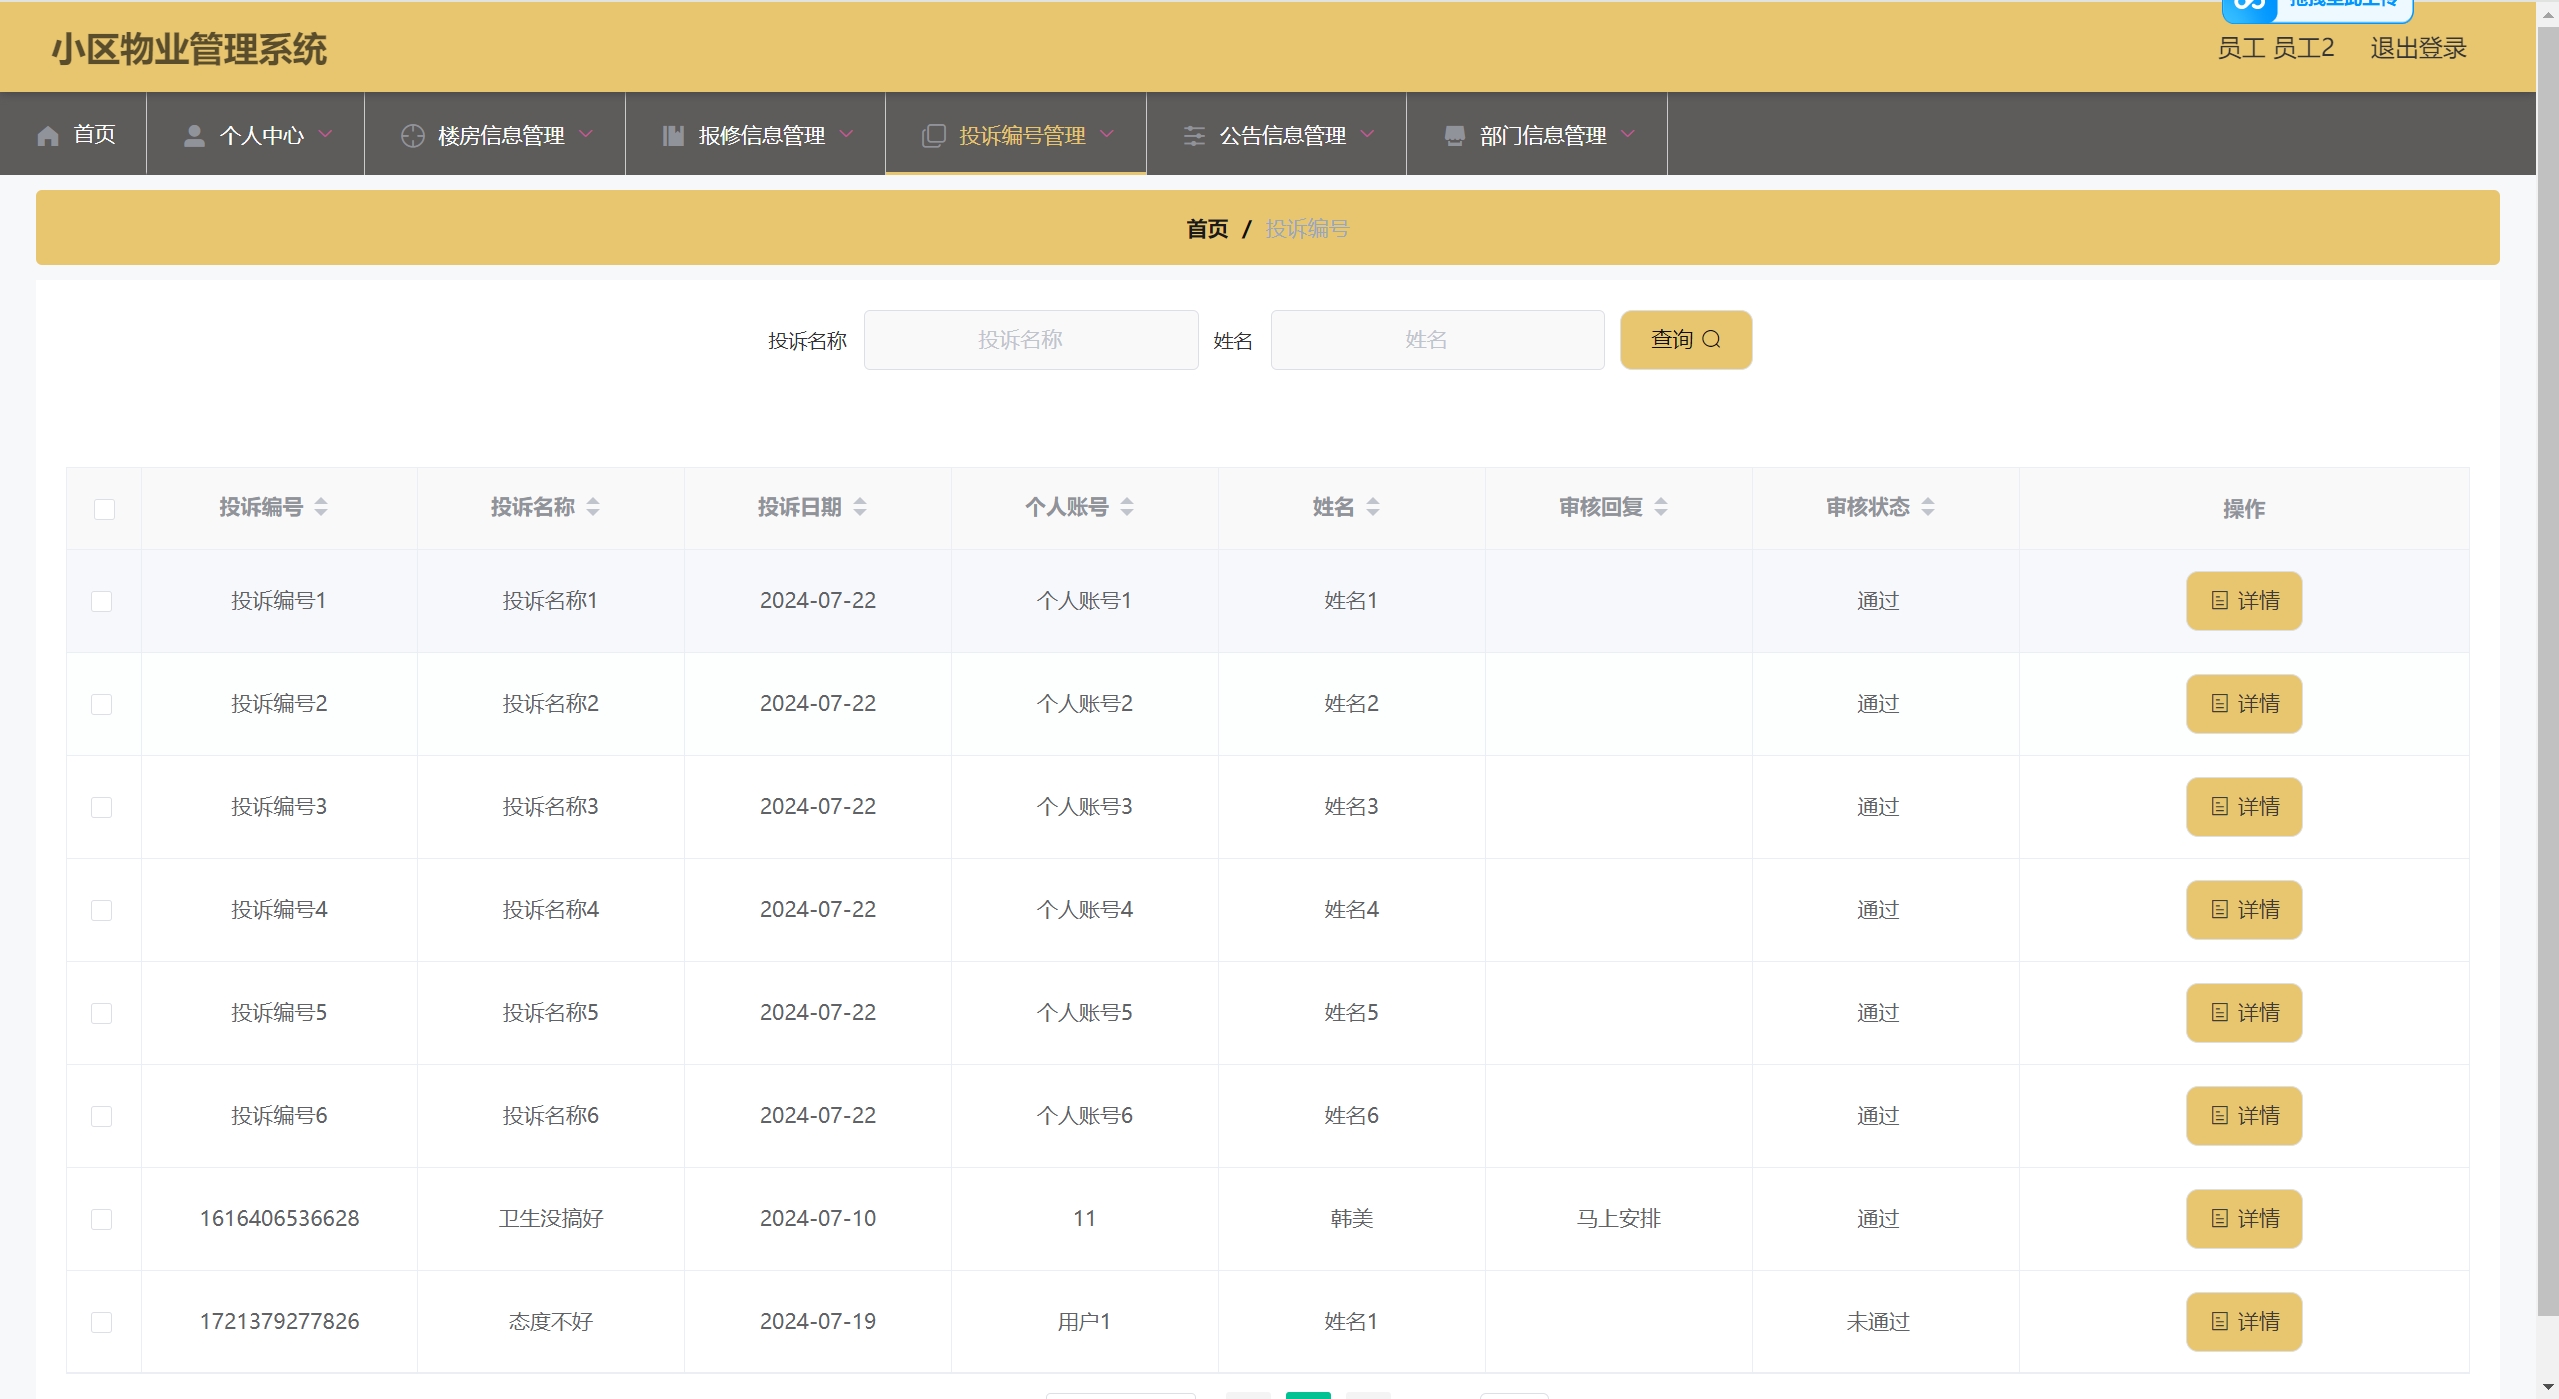 小区物业管理系统
员工 员工2 退出登录
首页 个人中心 楼房信息管理 报修信息管理 投诉编号管理 公告信息管理 部门信息管理
首页 / 投诉编号
投诉名称 投诉名称 姓名 姓名 查询
投诉编号 投诉名称 投诉日期 个人账号 姓名 审核回复 审核状态 操作
投诉编号1 投诉名称1 2024-07-22 个人账号1 姓名1 通过 详情
投诉编号2 投诉名称2 2024-07-22 个人账号2 姓名2 通过 详情
投诉编号3 投诉名称3 2024-07-22 个人账号3 姓名3 通过 详情
投诉编号4 投诉名称4 2024-07-22 个人账号4 姓名4 通过 详情
投诉编号5 投诉名称5 2024-07-22 个人账号5 姓名5 通过 详情
投诉编号6 投诉名称6 2024-07-22 个人账号6 姓名6 通过 详情
1616406536628 卫生没搞好 2024-07-10 11 韩美 马上安排 通过 详情
1721379277826 态度不好 2024-07-19 用户1 姓名1 未通过 详情